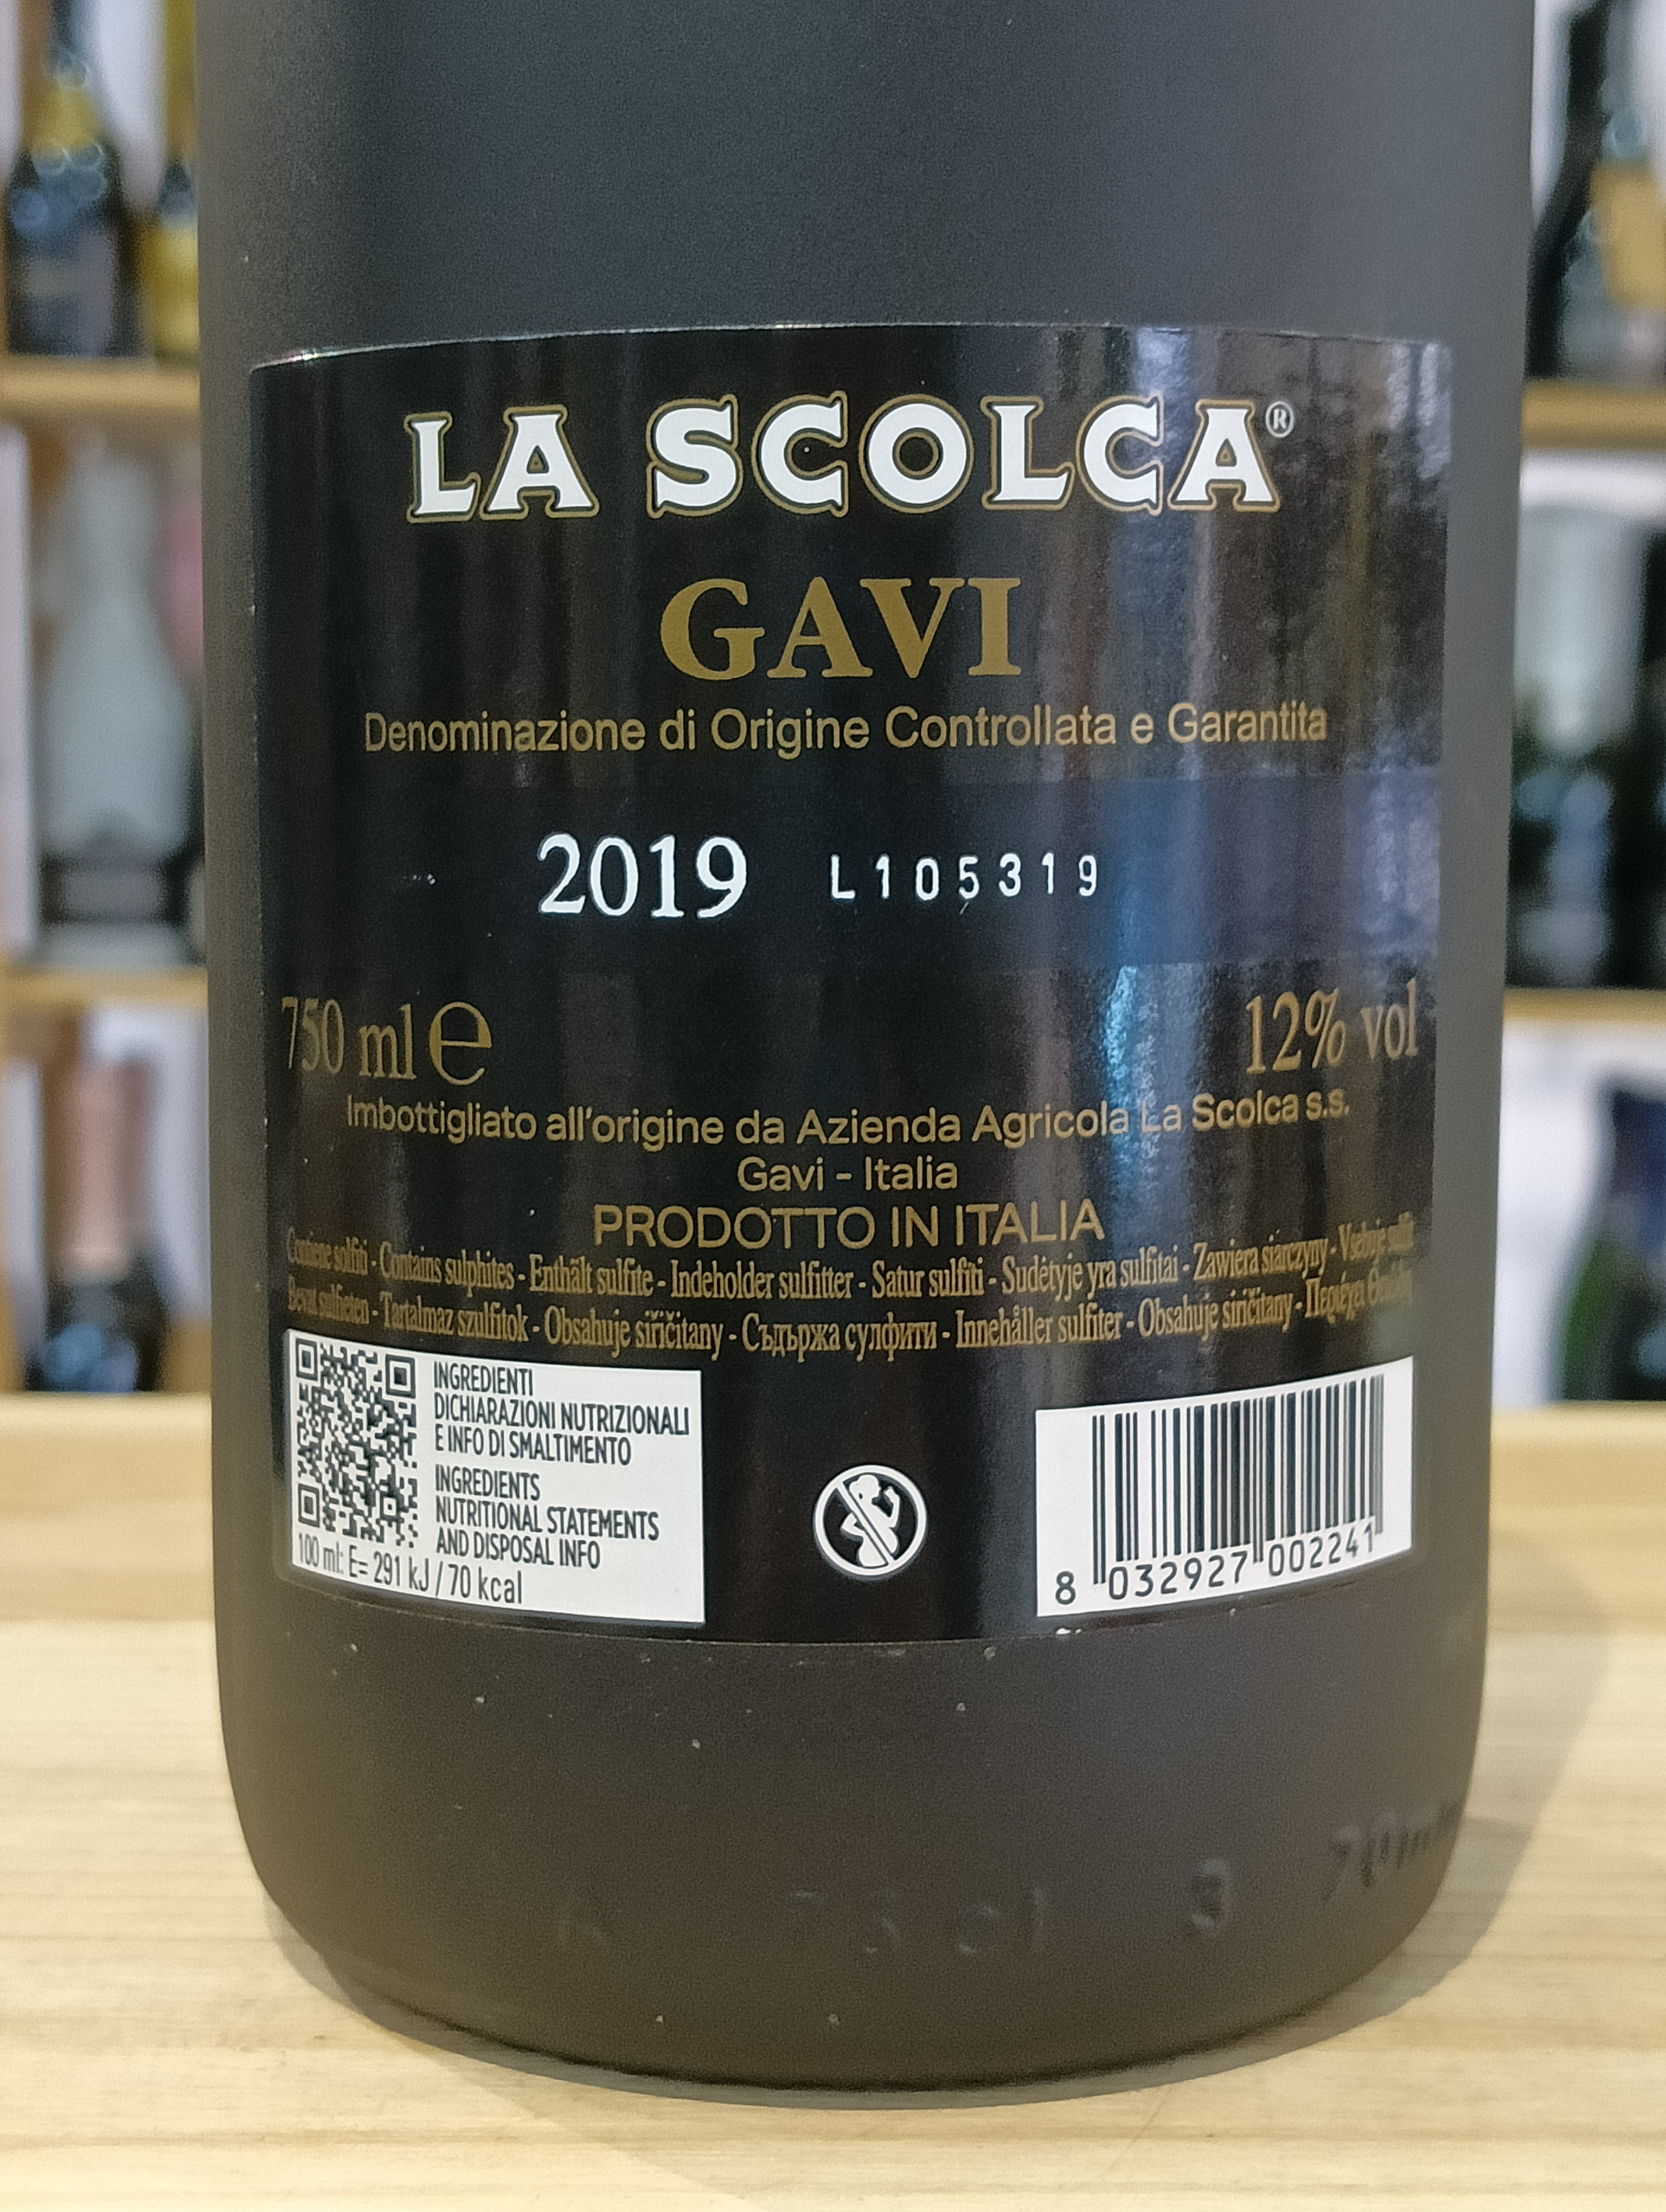 LA SCOLCA®
GAVI
Denominazione di Origine Controllata e Garantita
2019 L105319
750 ml e 12% vol
Imbottigliato all'origine da Azienda Agricola La Scolca s.s.
Gavi - Italia
PRODOTTO IN ITALIA
Contiene solfiti - Contains sulphites - Enthält sulfite - Indeholder sulfitter - Satur sulfiti - Sudėtyje yra sulfitai - Zawiera siarczyny - Vsebuje sulfit
Bevat sulfieten - Tartalmaz szulfitok - Obsahuje siřičitany - Съдържа сулфити - Innehåller sulfiter - Obsahuje siričitany - Περιέχει
INGREDIENTI
DICHIARAZIONI NUTRIZIONALI
E INFO DI SMALTIMENTO
INGREDIENTS
NUTRITIONAL STATEMENTS
AND DISPOSAL INFO
100 ml: E= 291 kJ / 70 kcal
8 032927 002241